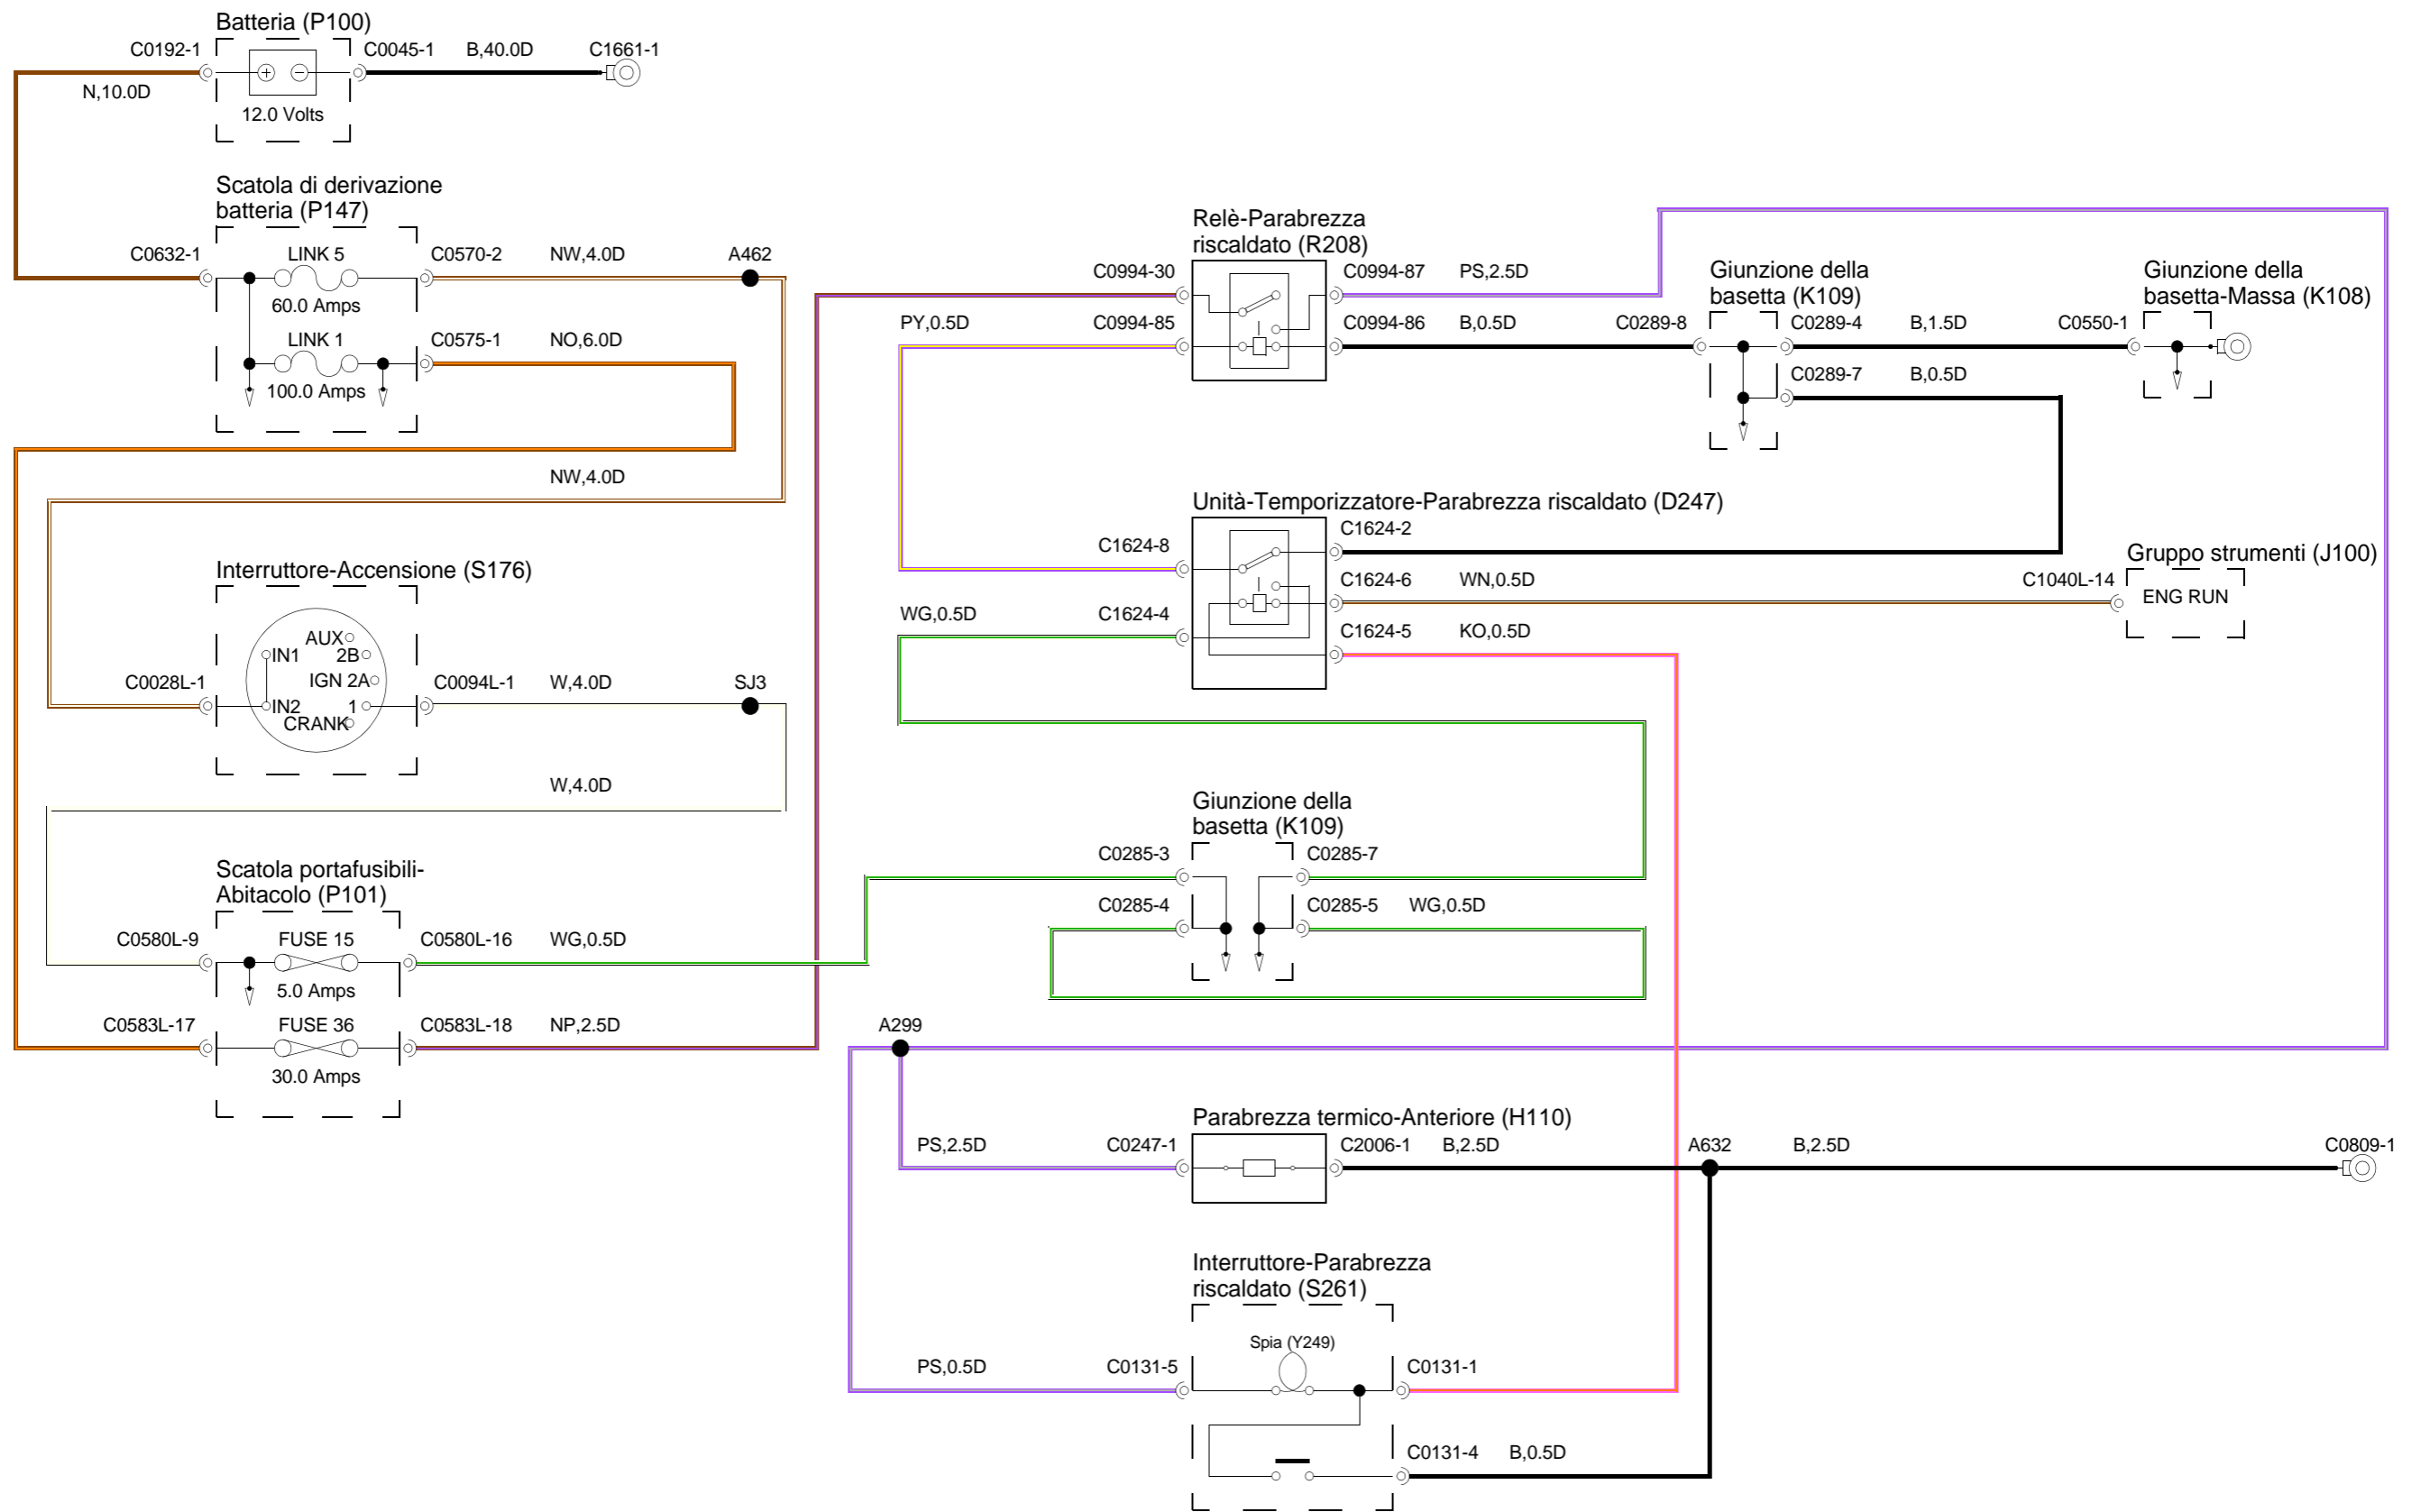 Batteria (P100)
C0192-1
C0045-1
B,40.0D
C1661-1
N,10.0D
12.0 Volts
Scatola di derivazione
batteria (P147)
C0632-1
LINK 5
C0570-2
NW,4.0D
A462
60.0 Amps
LINK 1
C0575-1
NO,6.0D
100.0 Amps
NW,4.0D
Interruttore-Accensione (S176)
AUX
IN1
2B
IGN 2A
C0028L-1
IN2
1
CRANK
C0094L-1
W,4.0D
SJ3
W,4.0D
Scatola portafusibili-
Abitacolo (P101)
C0580L-9
FUSE 15
C0580L-16
WG,0.5D
5.0 Amps
C0583L-17
FUSE 36
C0583L-18
NP,2.5D
30.0 Amps
Relè-Parabrezza
riscaldato (R208)
C0994-30
C0994-87
PS,2.5D
PY,0.5D
C0994-85
C0994-86
B,0.5D
Giunzione della
basetta (K109)
C0289-8
C0289-4
B,1.5D
C0289-7
B,0.5D
Giunzione della
basetta-Massa (K108)
C0550-1
Unità-Temporizzatore-Parabrezza riscaldato (D247)
C1624-2
C1624-8
C1624-6
WN,0.5D
WG,0.5D
C1624-4
C1624-5
KO,0.5D
Gruppo strumenti (J100)
C1040L-14
ENG RUN
Giunzione della
basetta (K109)
C0285-3
C0285-7
C0285-4
C0285-5
WG,0.5D
A299
Parabrezza termico-Anteriore (H110)
PS,2.5D
C0247-1
C2006-1
B,2.5D
A632
B,2.5D
C0809-1
Interruttore-Parabrezza
riscaldato (S261)
Spia (Y249)
PS,0.5D
C0131-5
C0131-1
C0131-4
B,0.5D